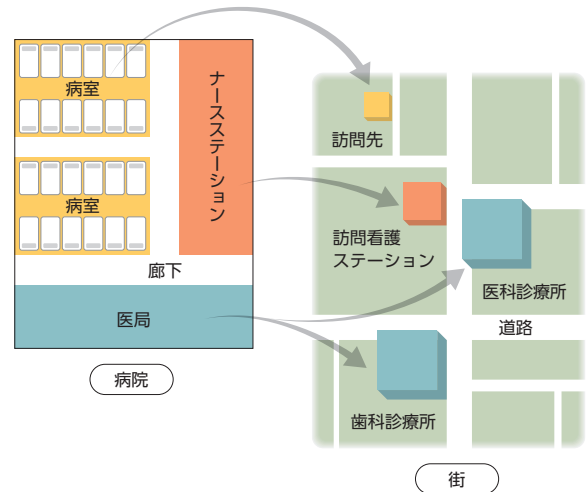 病室
病室
ナースステーション
廊下
医局
病院
訪問先
訪問看護
ステーション
医科診療所
道路
歯科診療所
街